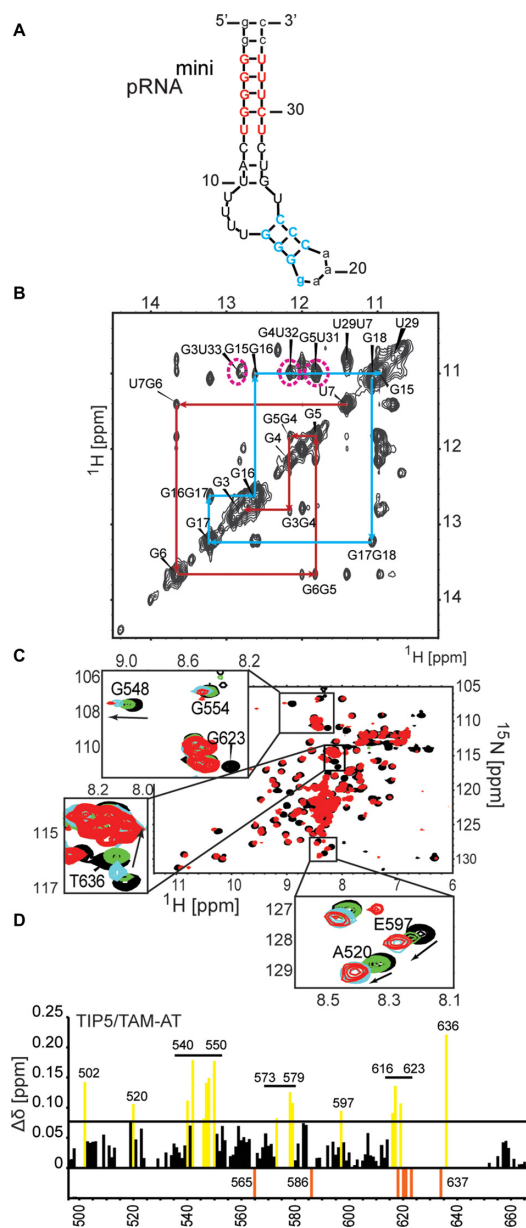 A
5' 3'
g c
g c
G U
G U
G U
G C 30
U U
C C
A U
10 U G
U U
U C
U C
U G C
G a
G a 20
g a a
pRNA mini
B
14 13 12 11
G3U33
G15G16
G4U32
G5U31
U29U7
G18
U29
U7G6
U7
G15
G5G4
G5
G4
G16
G16G17
G3
G17
G3G4
G17G18
G6
G6G5
11
12
13
14
¹H [ppm]
¹H [ppm]
C
9.0 8.6 8.2
106
108
110
G548
G554
G623
8.2 8.0
115
117
T636
105
110
115
120
125
130
¹⁵N [ppm]
11 10 9 8 7 6
¹H [ppm]
127
128
129
E597
A520
8.5 8.3 8.1
D
TIP5/TAM-AT
Δδ [ppm]
0.25
0.20
0.15
0.10
0.05
0
502
520
540 550
573 579
597
616 623
636
565
586
637
500 520 540 560 580 600 620 640 660